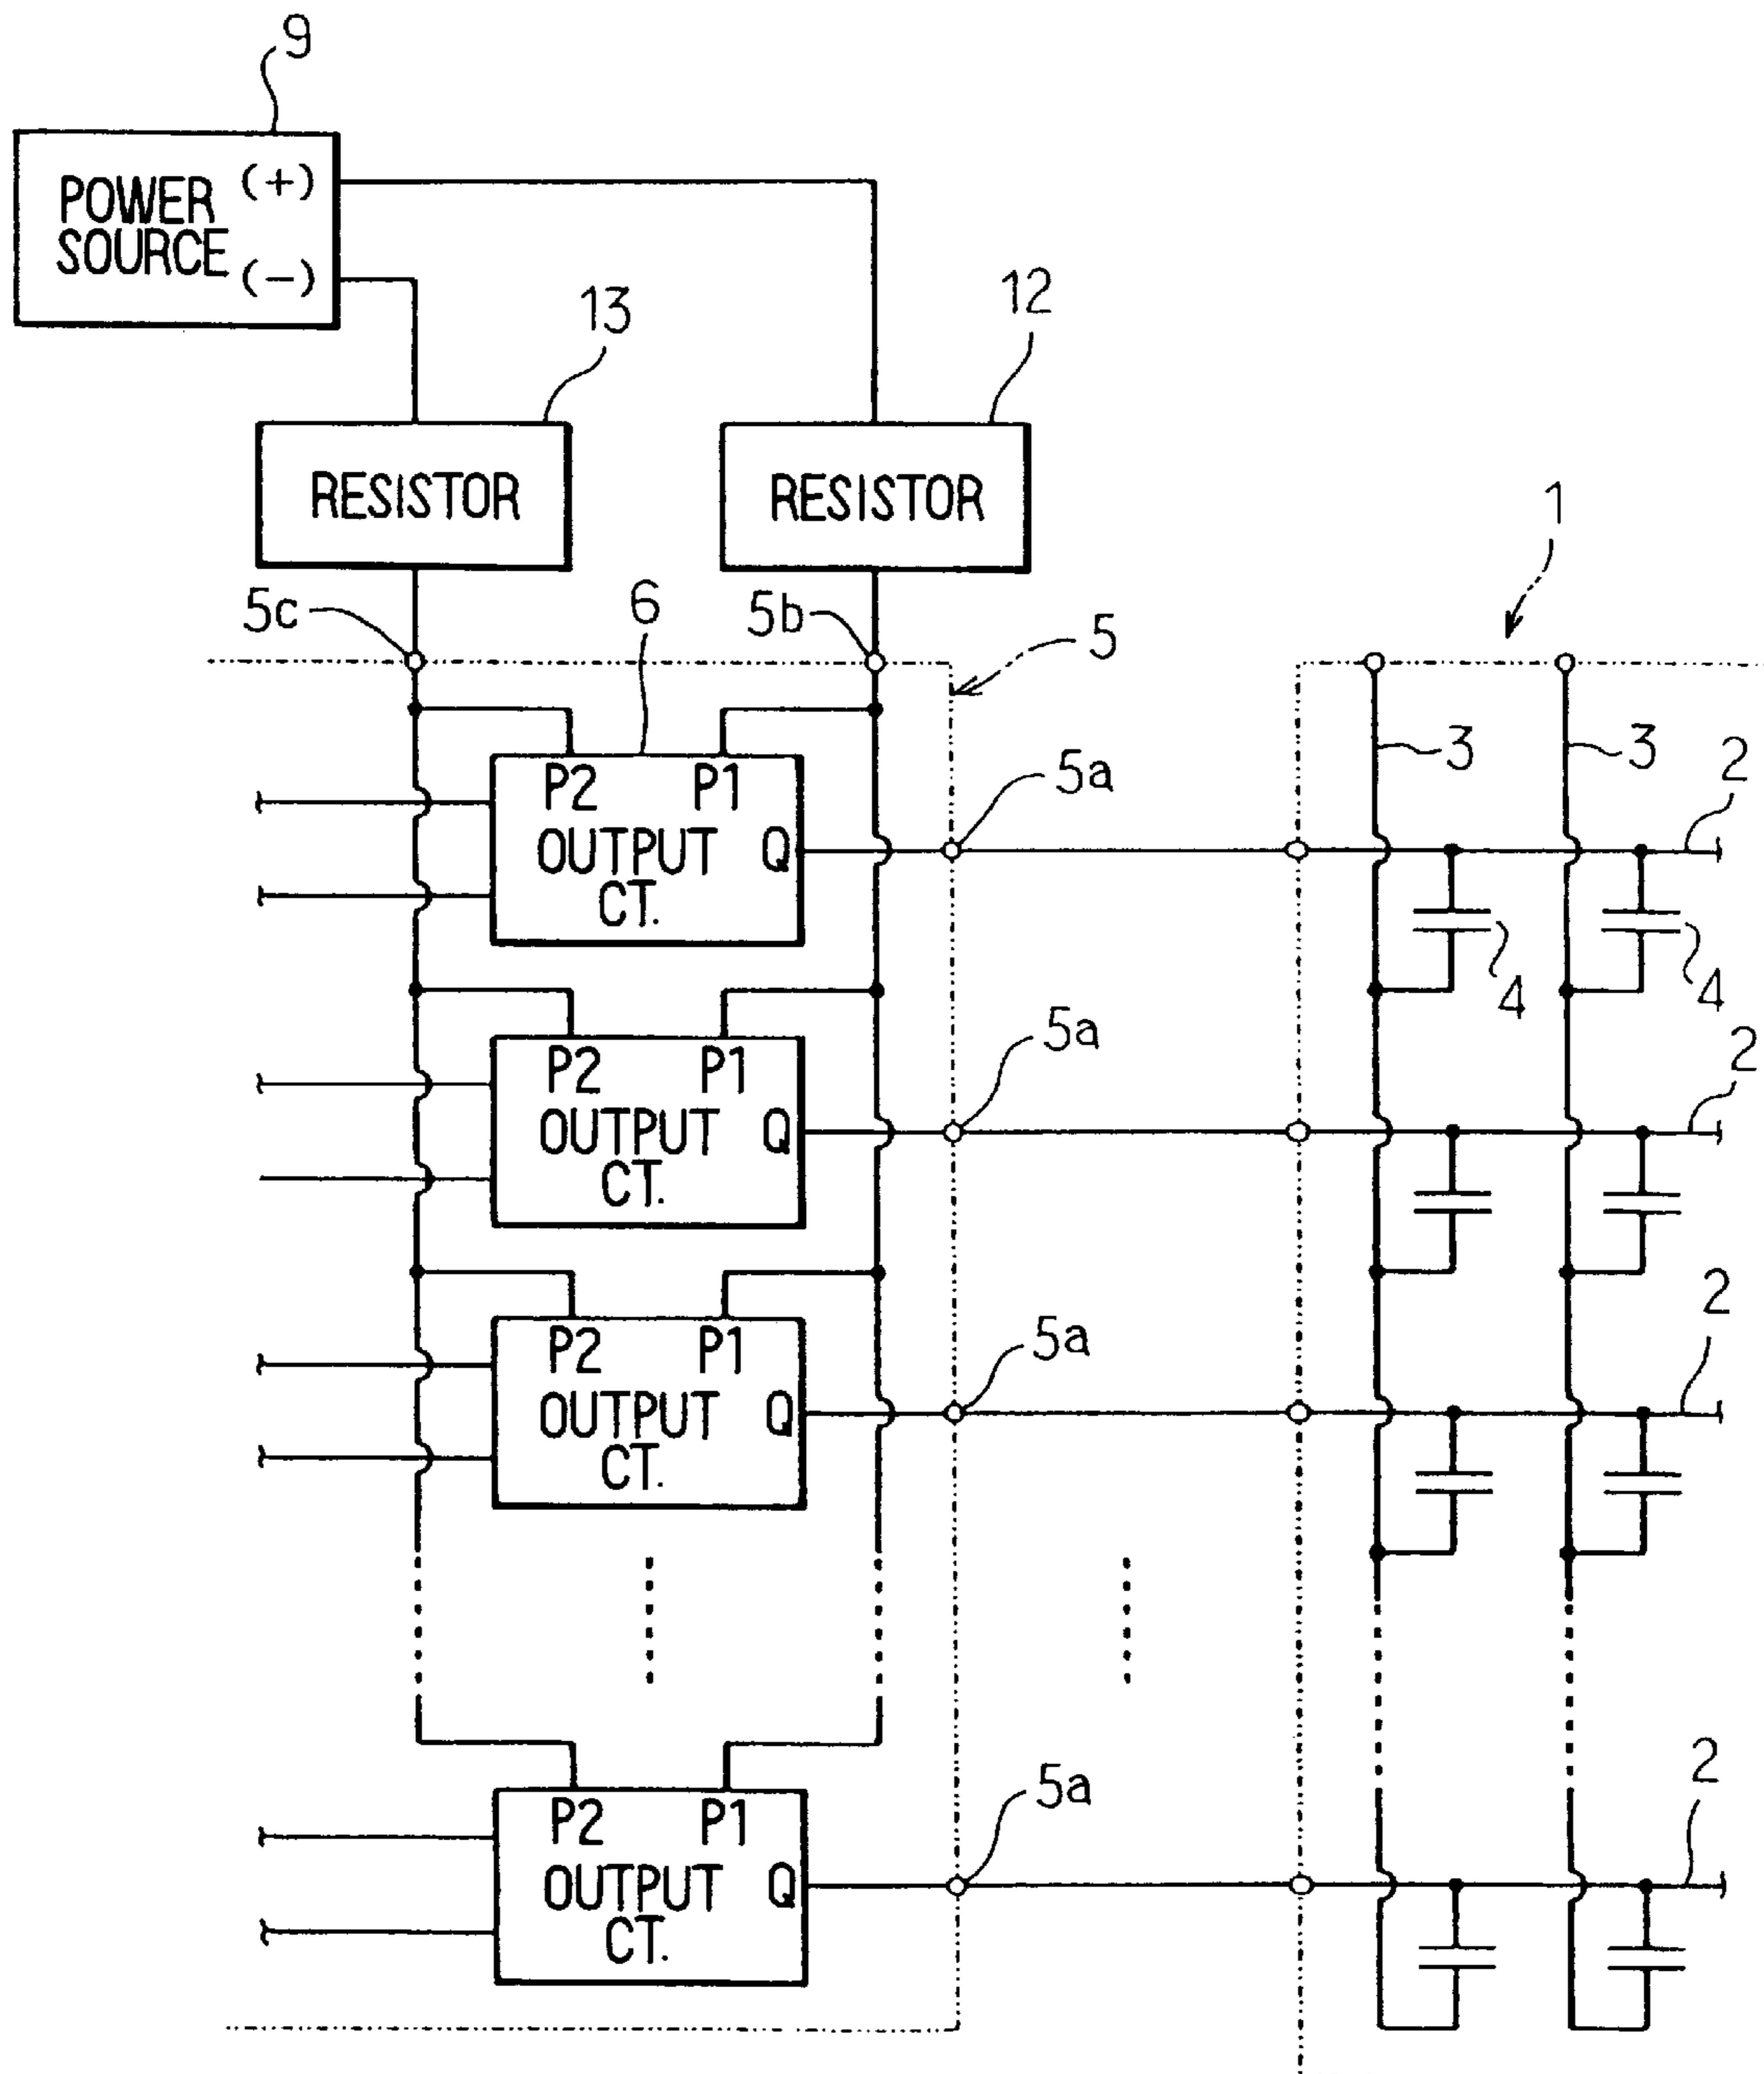 9
POWER (+)
SOURCE (−)
13
12
RESISTOR
RESISTOR
1
5c
6
5b
5
3
3
2
5a
P2 P1
OUTPUT Q
CT.
4
4
5a
2
P2 P1
OUTPUT Q
CT.
2
5a
P2 P1
OUTPUT Q
CT.
2
5a
P2 P1
OUTPUT Q
CT.